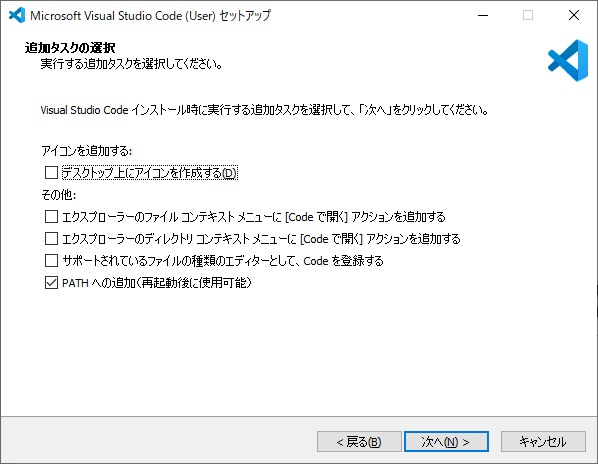 Microsoft Visual Studio Code (User) セットアップ
追加タスクの選択
実行する追加タスクを選択してください。
Visual Studio Code インストール時に実行する追加タスクを選択して、「次へ」をクリックしてください。
アイコンを追加する:
デスクトップ上にアイコンを作成する(D)
その他:
エクスプローラーのファイル コンテキスト メニューに [Code で開く] アクションを追加する
エクスプローラーのディレクトリ コンテキスト メニューに [Code で開く] アクションを追加する
サポートされているファイルの種類のエディターとして、Code を登録する
PATH への追加（再起動後に使用可能）
< 戻る(B) 次へ(N) > キャンセル